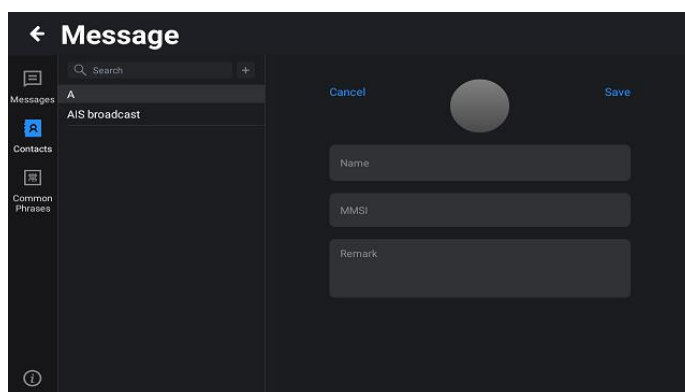 Message
Search
+
Messages
A
AIS broadcast
Contacts
Common
Phrases
Cancel
Save
Name
MMSI
Remark